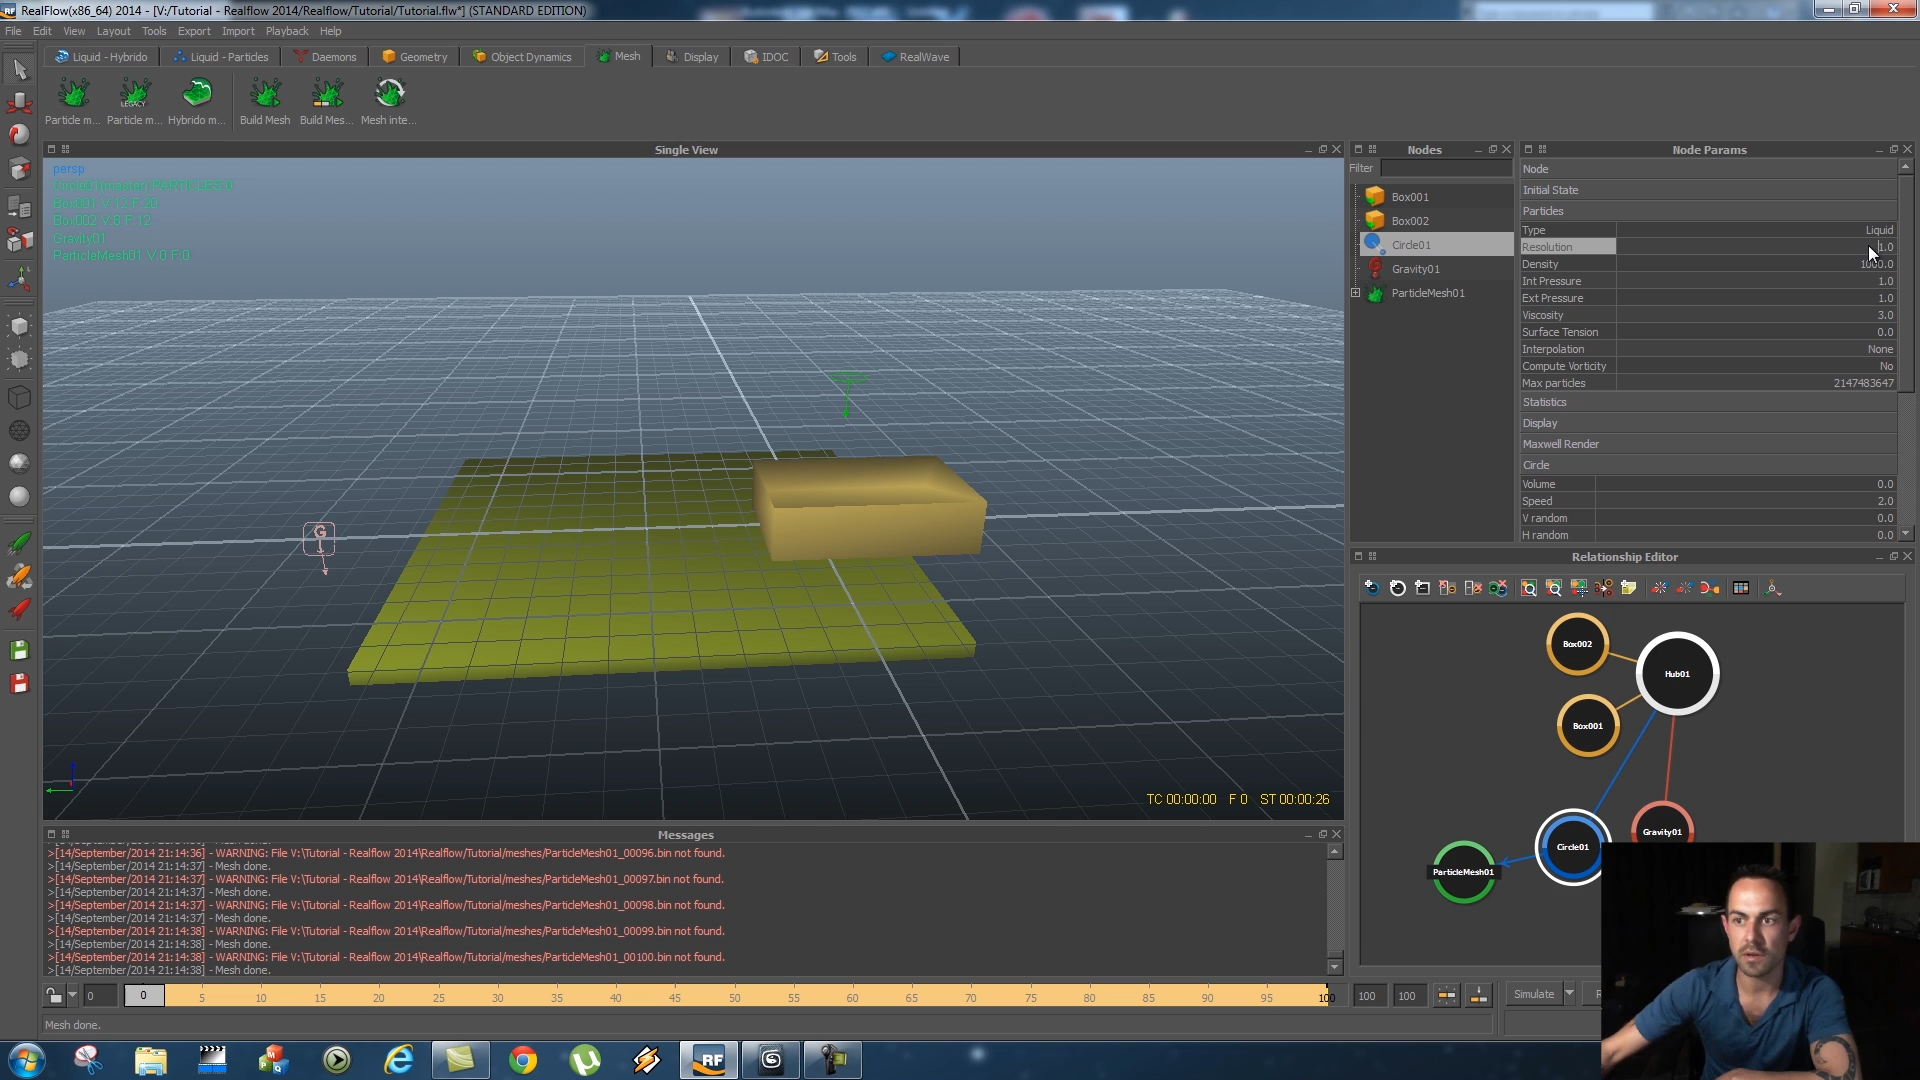 RealFlow(x86_64) 2014 - [V:/Tutorial - Realflow 2014/Realflow/Tutorial/Tutorial.flw*] (STANDARD EDITION)
File Edit View Layout Tools Export Import Playback Help
Liquid - Hybrido Liquid - Particles Daemons Geometry Object Dynamics Mesh Display IDOC Tools RealWave
LEGACY
Particle m... Particle m... Hybrido m... Build Mesh Build Mes... Mesh inte...
Single View
persp
PARTICLES:0
Box001 V:12 F:20
Box002 V:8 F:12
Gravity01
ParticleMesh01 V:0 F:0
G
TC 00:00:00 F 0 ST 00:00:26
Nodes
Filter
Box001
Box002
Circle01
Gravity01
ParticleMesh01
Node Params
Node
Initial State
Particles
Type Liquid
Resolution 1.0
Density 1000.0
Int Pressure 1.0
Ext Pressure 1.0
Viscosity 3.0
Surface Tension 0.0
Interpolation None
Compute Vorticity No
Max particles 2147483647
Statistics
Display
Maxwell Render
Circle
Volume 0.0
Speed 2.0
V random 0.0
H random 0.0
Relationship Editor
Box002
Hub01
Box001
Gravity01
Circle01
ParticleMesh01
Messages
>[14/September/2014 21:14:36] - WARNING: File V:\Tutorial - Realflow 2014\Realflow/Tutorial/meshes/ParticleMesh01_00096.bin not found.
>[14/September/2014 21:14:37] - Mesh done.
>[14/September/2014 21:14:37] - WARNING: File V:\Tutorial - Realflow 2014\Realflow/Tutorial/meshes/ParticleMesh01_00097.bin not found.
>[14/September/2014 21:14:37] - Mesh done.
>[14/September/2014 21:14:37] - WARNING: File V:\Tutorial - Realflow 2014\Realflow/Tutorial/meshes/ParticleMesh01_00098.bin not found.
>[14/September/2014 21:14:37] - Mesh done.
>[14/September/2014 21:14:38] - WARNING: File V:\Tutorial - Realflow 2014\Realflow/Tutorial/meshes/ParticleMesh01_00099.bin not found.
>[14/September/2014 21:14:38] - Mesh done.
>[14/September/2014 21:14:38] - WARNING: File V:\Tutorial - Realflow 2014\Realflow/Tutorial/meshes/ParticleMesh01_00100.bin not found.
>[14/September/2014 21:14:38] - Mesh done.
0 0 5 10 15 20 25 30 35 40 45 50 55 60 65 70 75 80 85 90 95 100 100 100 Simulate R
Mesh done.
RF